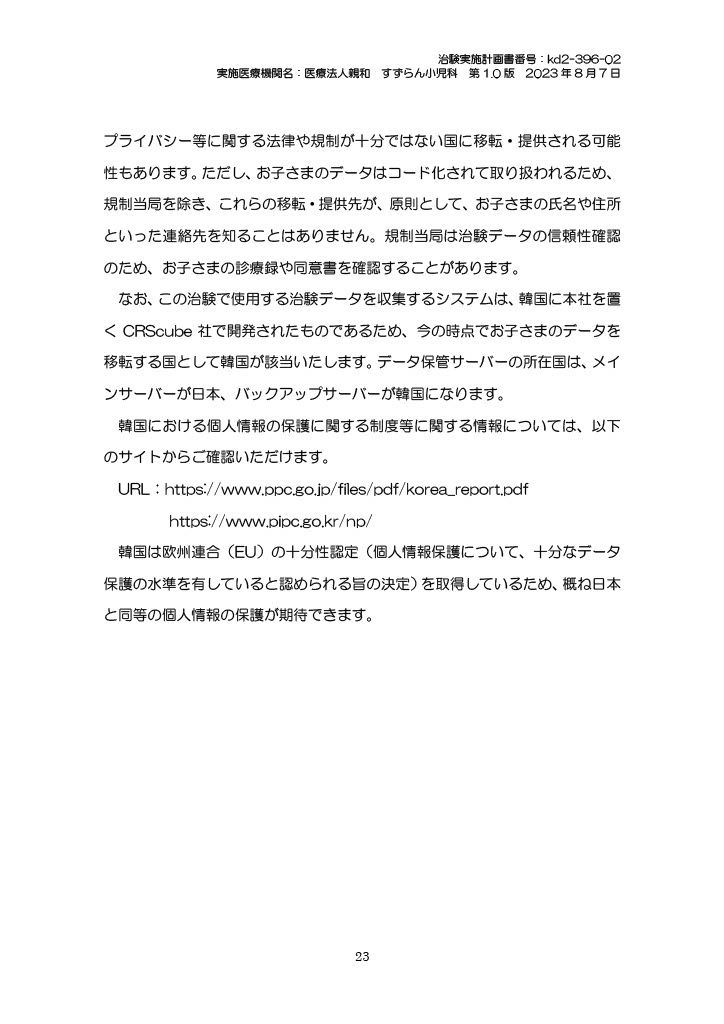 治験実施計画書番号：kd2-396-02
実施医療機関名：医療法人親和　すずらん小児科　第 1.0 版　2023 年 8 月 7 日
プライバシー等に関する法律や規制が十分ではない国に移転・提供される可能
性もあります。ただし、お子さまのデータはコード化されて取り扱われるため、
規制当局を除き、これらの移転・提供先が、原則として、お子さまの氏名や住所
といった連絡先を知ることはありません。規制当局は治験データの信頼性確認
のため、お子さまの診療録や同意書を確認することがあります。
　なお、この治験で使用する治験データを収集するシステムは、韓国に本社を置
く CRScube 社で開発されたものであるため、今の時点でお子さまのデータを
移転する国として韓国が該当いたします。データ保管サーバーの所在国は、メイ
ンサーバーが日本、バックアップサーバーが韓国になります。
　韓国における個人情報の保護に関する制度等に関する情報については、以下
のサイトからご確認いただけます。
　URL：https://www.ppc.go.jp/files/pdf/korea_report.pdf
https://www.pipc.go.kr/np/
　韓国は欧州連合（EU）の十分性認定（個人情報保護について、十分なデータ
保護の水準を有していると認められる旨の決定）を取得しているため、概ね日本
と同等の個人情報の保護が期待できます。
23